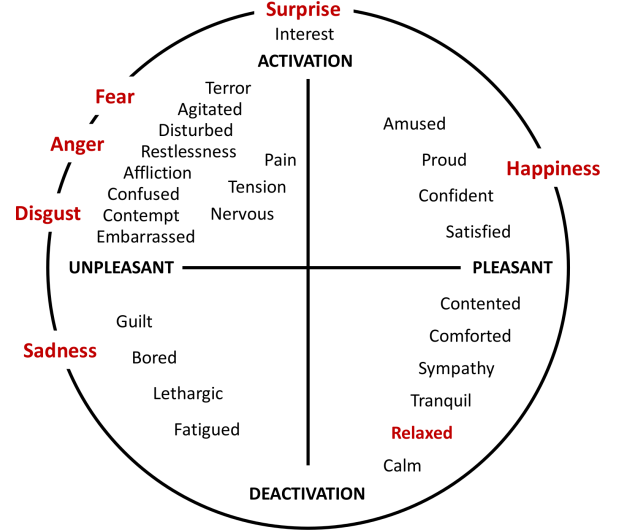 Surprise
Interest
ACTIVATION
Terror
Fear
Agitated
Amused
Disturbed
Anger
Restlessness
Pain
Proud
Happiness
Affliction
Tension
Confused
Confident
Disgust
Contempt
Nervous
Satisfied
Embarrassed
UNPLEASANT
PLEASANT
Contented
Guilt
Comforted
Sadness
Bored
Sympathy
Lethargic
Tranquil
Fatigued
Relaxed
Calm
DEACTIVATION